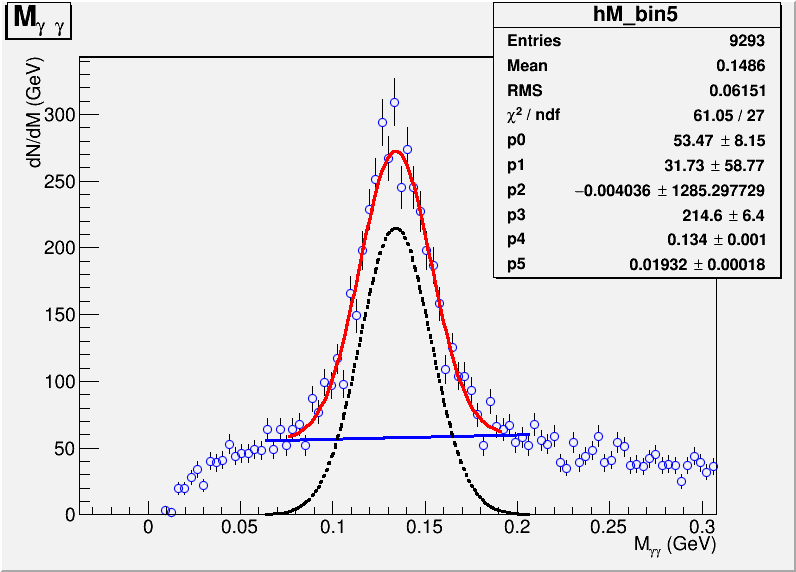 M γ γ
hM_bin5
Entries 9293
Mean 0.1486
RMS 0.06151
χ² / ndf 61.05 / 27
p0 53.47 ± 8.15
p1 31.73 ± 58.77
p2 −0.004036 ± 1285.297729
p3 214.6 ± 6.4
p4 0.134 ± 0.001
p5 0.01932 ± 0.00018
dN/dM (GeV)
300
250
200
150
100
50
0
0 0.05 0.1 0.15 0.2 0.25 0.3
Mγγ (GeV)